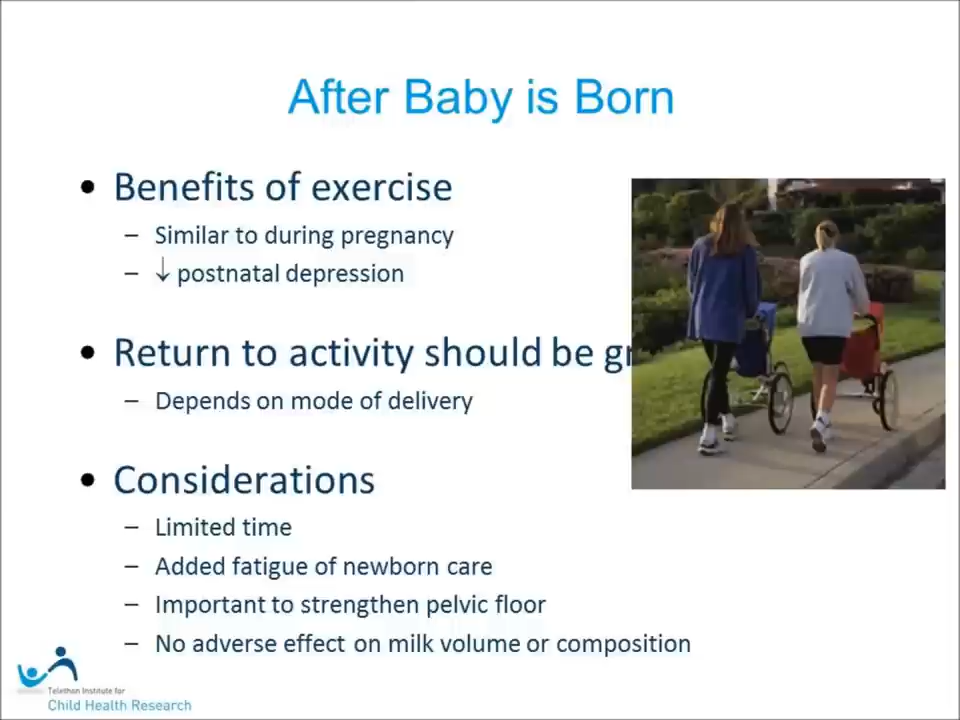 After Baby is Born
• Benefits of exercise
– Similar to during pregnancy
– ↓ postnatal depression
• Return to activity should be
– Depends on mode of delivery
• Considerations
– Limited time
– Added fatigue of newborn care
– Important to strengthen pelvic floor
– No adverse effect on milk volume or composition
Telethon Institute for
Child Health Research